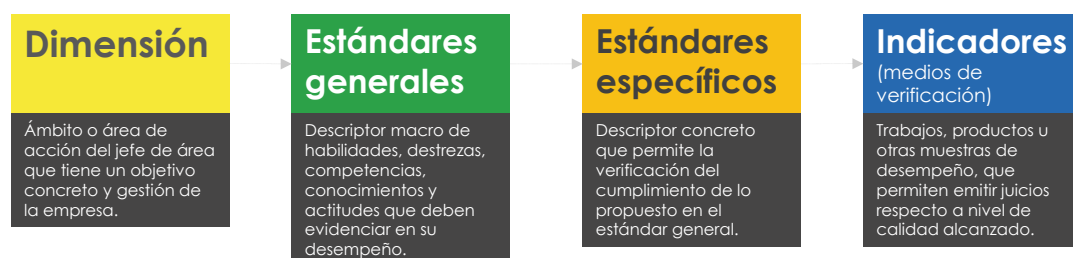 Dimensión
Ámbito o área de
acción del jefe de área
que tiene un objetivo
concreto y gestión de
la empresa.
Estándares
generales
Descriptor macro de
habilidades, destrezas,
competencias,
conocimientos y
actitudes que deben
evidenciar en su
desempeño.
Estándares
específicos
Descriptor concreto
que permite la
verificación del
cumplimiento de lo
propuesto en el
estándar general.
Indicadores
(medios de
verificación)
Trabajos, productos u
otras muestras de
desempeño, que
permiten emitir juicios
respecto a nivel de
calidad alcanzado.